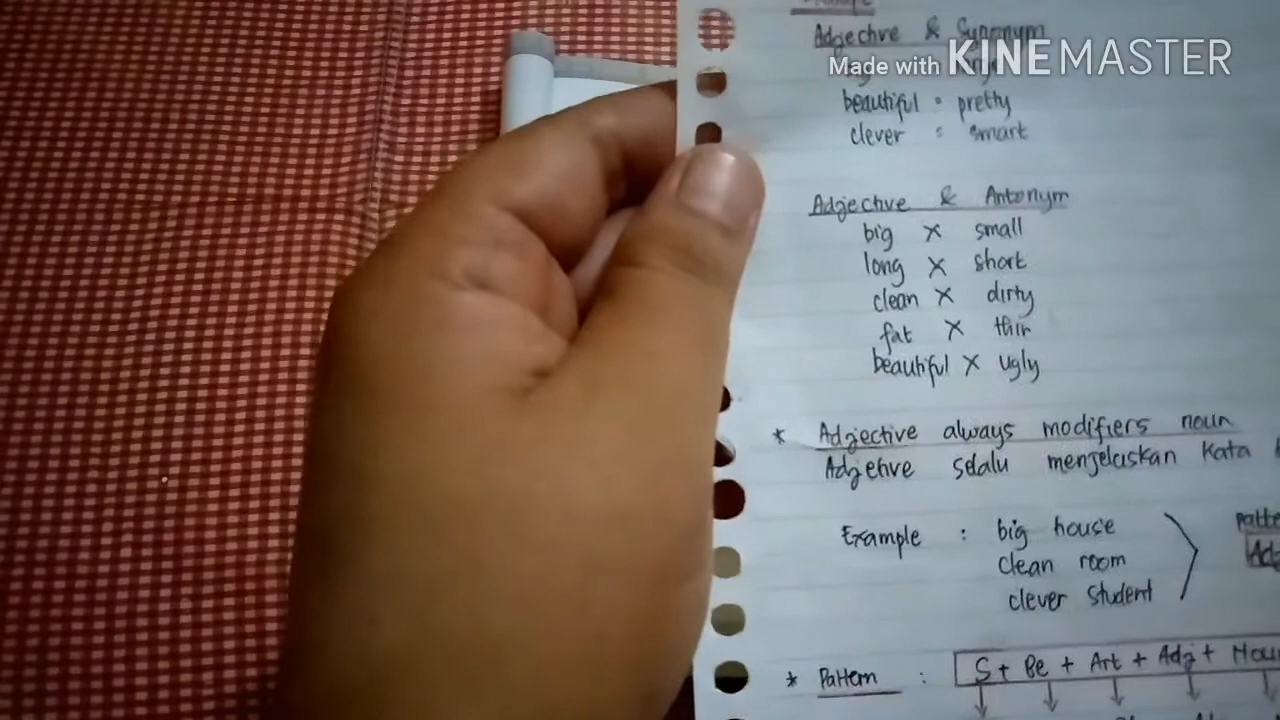 Adjective & Synonym
Made with KINEMASTER
beautiful = pretty
clever = smart
Adjective & Antonym
big X small
long X short
clean X dirty
fat X thin
beautiful X ugly
* Adjective always modifiers noun
Adjetive selalu menjelaskan Kata
Example : big house
clean room
clever student
* Pattern : S + Be + Art + Adj +